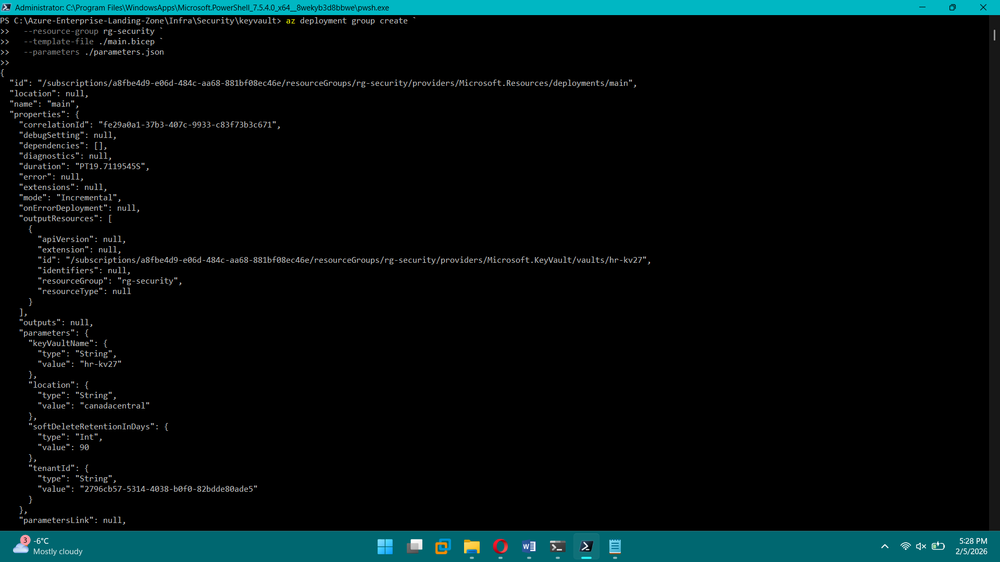 Administrator: C:\Program Files\WindowsApps\Microsoft.PowerShell_7.5.4.0_x64__8wekyb3d8bbwe\pwsh.exe
PS C:\Azure-Enterprise-Landing-Zone\Infra\Security\keyvault> az deployment group create `
>>   --resource-group rg-security `
>>   --template-file ./main.bicep `
>>   --parameters ./parameters.json
>>
{
  "id": "/subscriptions/a8fbe4d9-e06d-484c-aa68-881bf08ec46e/resourceGroups/rg-security/providers/Microsoft.Resources/deployments/main",
  "location": null,
  "name": "main",
  "properties": {
    "correlationId": "fe29a0a1-37b3-407c-9933-c83f73b3c671",
    "debugSetting": null,
    "dependencies": [],
    "diagnostics": null,
    "duration": "PT19.7119545S",
    "error": null,
    "extensions": null,
    "mode": "Incremental",
    "onErrorDeployment": null,
    "outputResources": [
      {
        "apiVersion": null,
        "extension": null,
        "id": "/subscriptions/a8fbe4d9-e06d-484c-aa68-881bf08ec46e/resourceGroups/rg-security/providers/Microsoft.KeyVault/vaults/hr-kv27",
        "identifiers": null,
        "resourceGroup": "rg-security",
        "resourceType": null
      }
    ],
    "outputs": null,
    "parameters": {
      "keyVaultName": {
        "type": "String",
        "value": "hr-kv27"
      },
      "location": {
        "type": "String",
        "value": "canadacentral"
      },
      "softDeleteRetentionInDays": {
        "type": "Int",
        "value": 90
      },
      "tenantId": {
        "type": "String",
        "value": "2796cb57-5314-4038-b0f0-82bdde80ade5"
      }
    },
    "parametersLink": null,
3
-6°C
Mostly cloudy
5:28 PM
2/5/2026